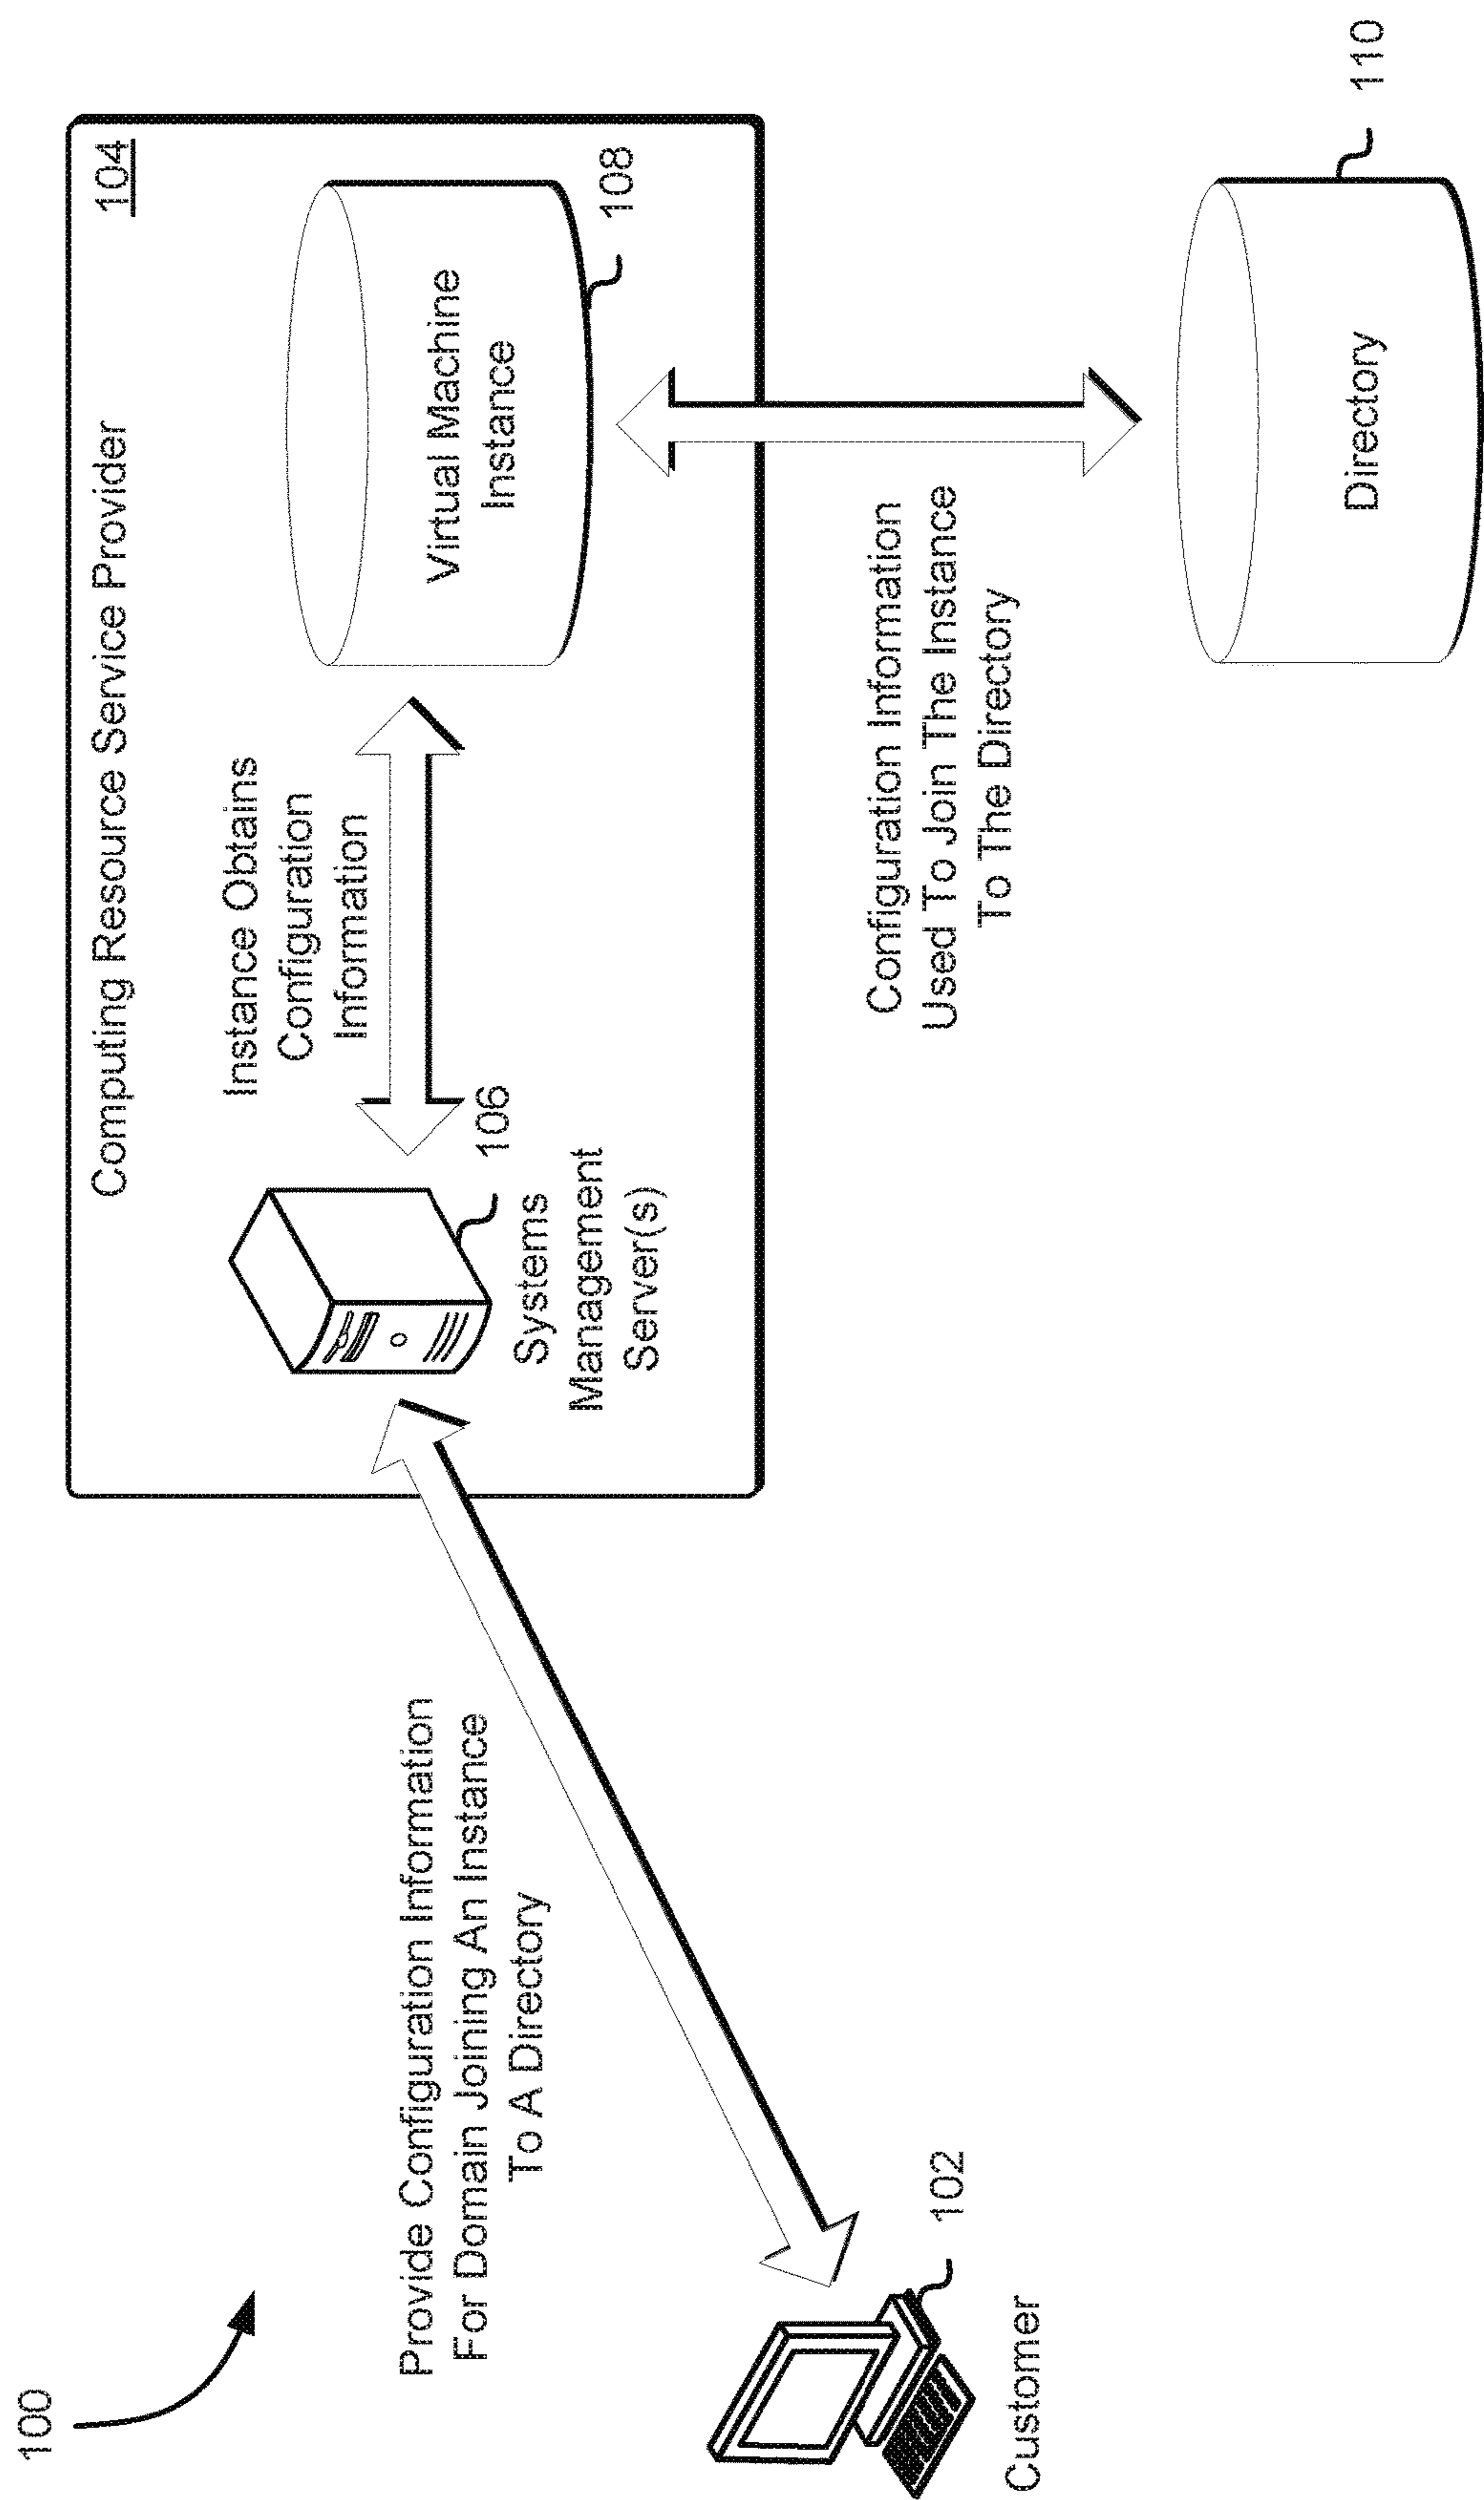 100
Computing Resource Service Provider
104
Provide Configuration Information
For Domain Joining An Instance
To A Directory
Instance Obtains
Configuration
Information
106
Systems
Management
Server(s)
Virtual Machine
Instance
108
Customer
102
Configuration Information
Used To Join The Instance
To The Directory
Directory
110